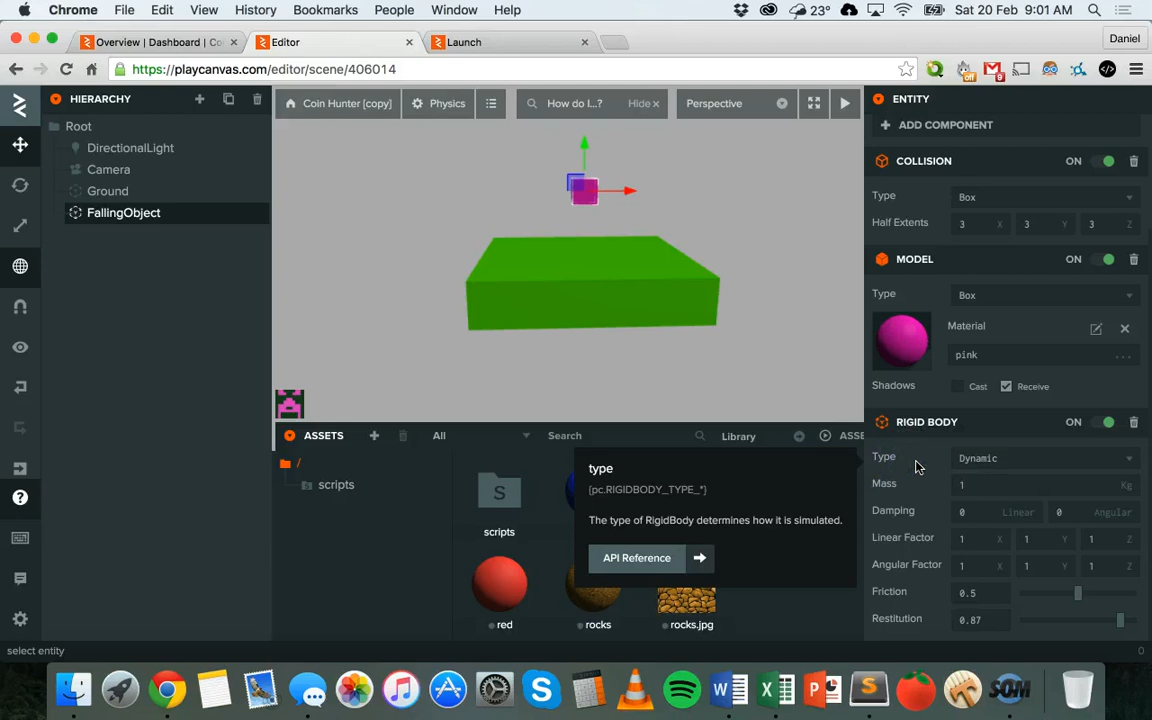 Chrome File Edit View History Bookmarks People Window Help 23° Sat 20 Feb 9:01 AM
Overview | Dashboard | Co Editor Launch Daniel
https://playcanvas.com/editor/scene/406014 off 9
HIERARCHY
Root
DirectionalLight
Camera
Ground
FallingObject
Coin Hunter [copy] Physics How do I...? Hide Perspective
ENTITY
ADD COMPONENT
COLLISION ON
Type Box
Half Extents 3 X 3 Y 3 Z
MODEL ON
Type Box
Material
pink ...
Shadows Cast Receive
RIGID BODY ON
Type Dynamic
Mass 1 Kg
Damping 0 Linear 0 Angular
Linear Factor 1 X 1 Y 1 Z
Angular Factor 1 X 1 Y 1 Z
Friction 0.5
Restitution 0.87
ASSETS All Search Library ASSE
/
scripts
S
scripts
red
rocks
rocks.jpg
type
{pc.RIGIDBODY_TYPE_*}
The type of RigidBody determines how it is simulated.
API Reference
select entity 0
S W X P S SOM